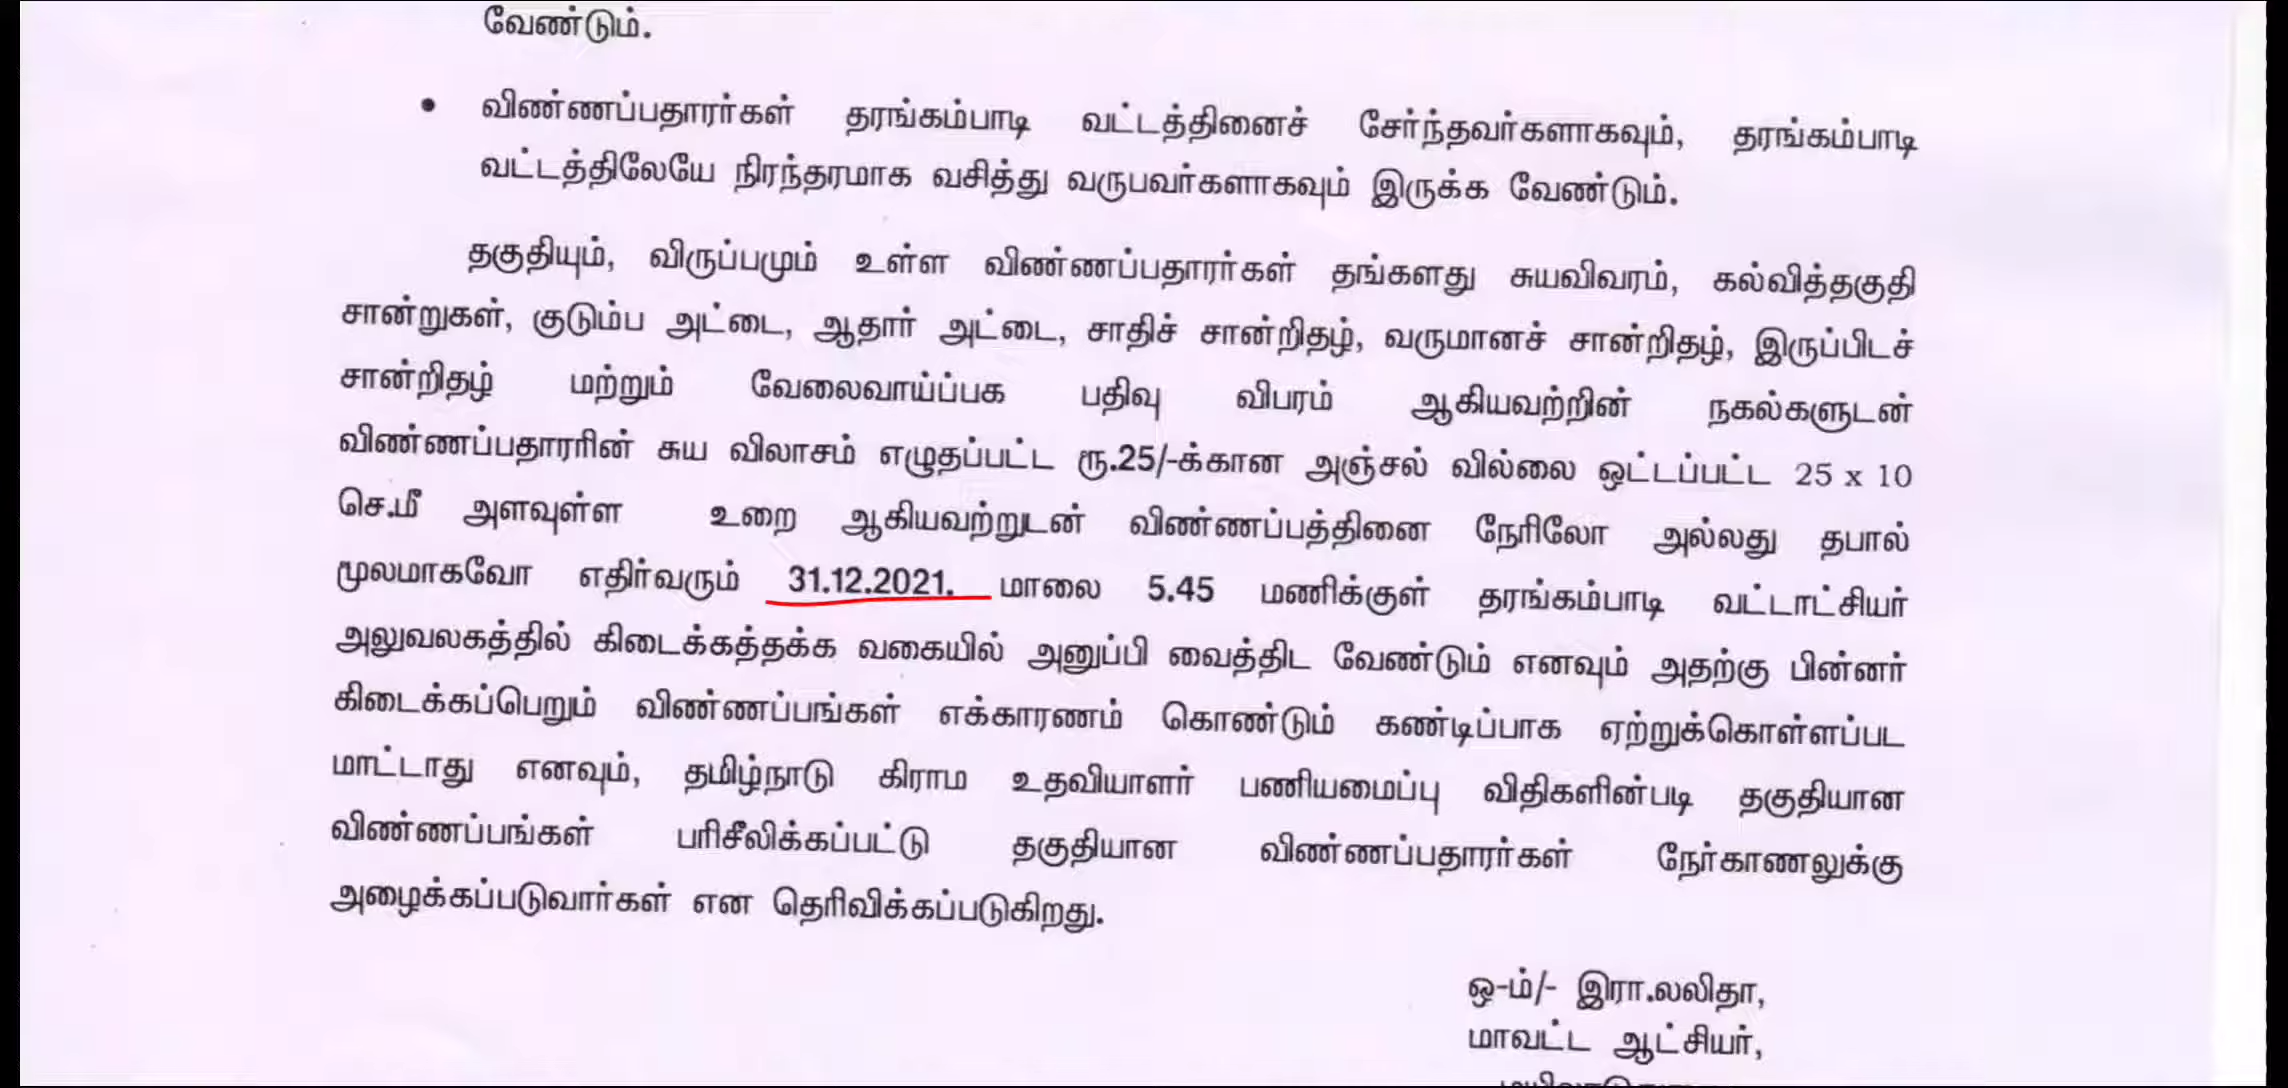 வேண்டும்.
• விண்ணப்பதாரர்கள் தரங்கம்பாடி வட்டத்தினைச் சேர்ந்தவர்களாகவும், தரங்கம்பாடி
வட்டத்திலேயே நிரந்தரமாக வசித்து வருபவர்களாகவும் இருக்க வேண்டும்.
தகுதியும், விருப்பமும் உள்ள விண்ணப்பதாரர்கள் தங்களது சுயவிவரம், கல்வித்தகுதி
சான்றுகள், குடும்ப அட்டை, ஆதார் அட்டை, சாதிச் சான்றிதழ், வருமானச் சான்றிதழ், இருப்பிடச்
சான்றிதழ் மற்றும் வேலைவாய்ப்பக பதிவு விபரம் ஆகியவற்றின் நகல்களுடன்
விண்ணப்பதாரரின் சுய விலாசம் எழுதப்பட்ட ரூ.25/-க்கான அஞ்சல் வில்லை ஒட்டப்பட்ட 25 x 10
செ.மீ அளவுள்ள உறை ஆகியவற்றுடன் விண்ணப்பத்தினை நேரிலோ அல்லது தபால்
மூலமாகவோ எதிர்வரும் 31.12.2021. மாலை 5.45 மணிக்குள் தரங்கம்பாடி வட்டாட்சியர்
அலுவலகத்தில் கிடைக்கத்தக்க வகையில் அனுப்பி வைத்திட வேண்டும் எனவும் அதற்கு பின்னர்
கிடைக்கப்பெறும் விண்ணப்பங்கள் எக்காரணம் கொண்டும் கண்டிப்பாக ஏற்றுக்கொள்ளப்பட
மாட்டாது எனவும், தமிழ்நாடு கிராம உதவியாளர் பணியமைப்பு விதிகளின்படி தகுதியான
விண்ணப்பங்கள் பரிசீலிக்கப்பட்டு தகுதியான விண்ணப்பதாரர்கள் நேர்காணலுக்கு
அழைக்கப்படுவார்கள் என தெரிவிக்கப்படுகிறது.
ஒ-ம்/- இரா.லலிதா,
மாவட்ட ஆட்சியர்,